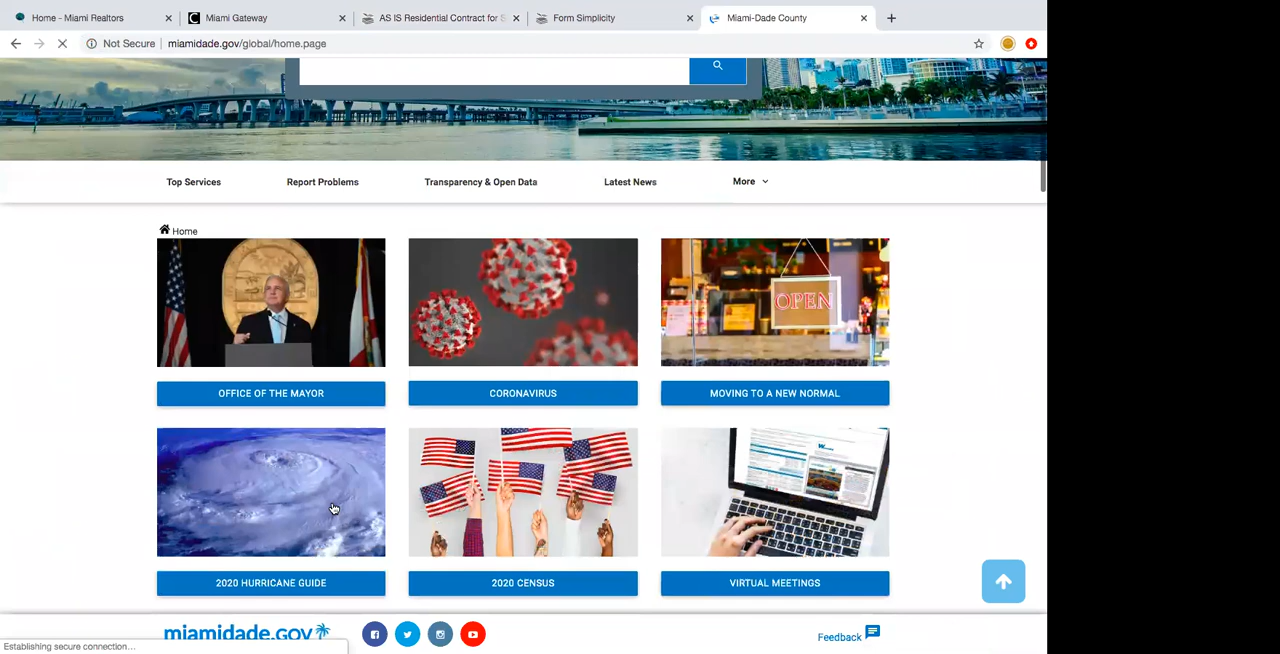 Home - Miami Realtors
Miami Gateway
AS IS Residential Contract for S
Form Simplicity
Miami-Dade County
Not Secure
miamidade.gov/global/home.page
Top Services
Report Problems
Transparency & Open Data
Latest News
More
Home
OPEN
OFFICE OF THE MAYOR
CORONAVIRUS
MOVING TO A NEW NORMAL
2020 HURRICANE GUIDE
2020 CENSUS
VIRTUAL MEETINGS
miamidade.gov
Feedback
Establishing secure connection...